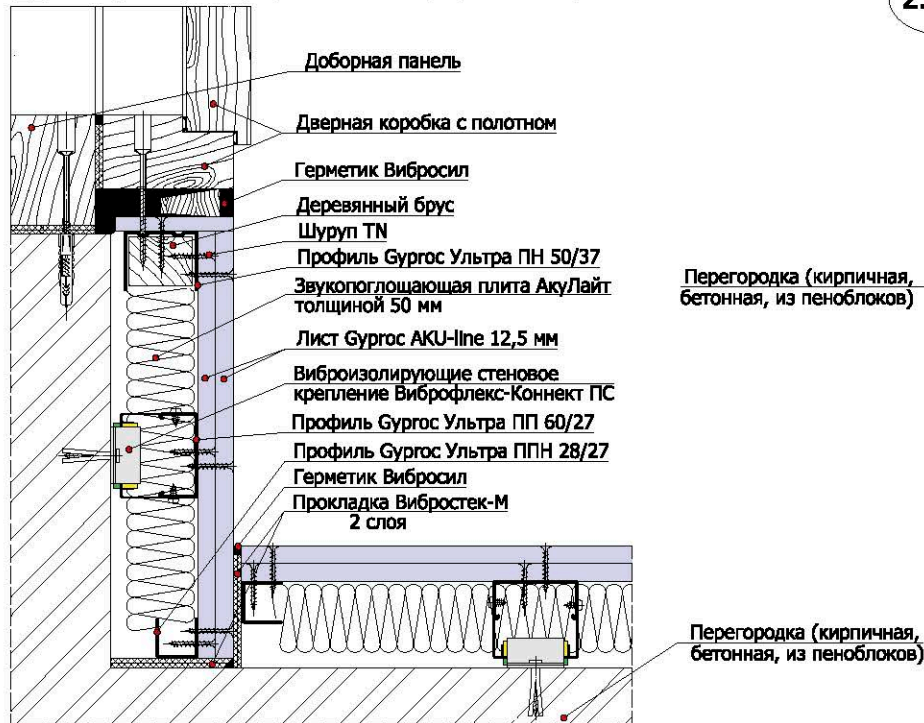 2.
Доборная панель
Дверная коробка с полотном
Герметик Вибросил
Деревянный брус
Шуруп TN
Профиль Gyproc Ультра ПН 50/37
Звукопоглощающая плита АкуЛайт
толщиной 50 мм
Лист Gyproc AKU-line 12,5 мм
Виброизолирующие стеновое
крепление Виброфлекс-Коннект ПС
Профиль Gyproc Ультра ПП 60/27
Профиль Gyproc Ультра ППН 28/27
Герметик Вибросил
Прокладка Вибростек-М
2 слоя
Перегородка (кирпичная,
бетонная, из пеноблоков)
Перегородка (кирпичная,
бетонная, из пеноблоков)